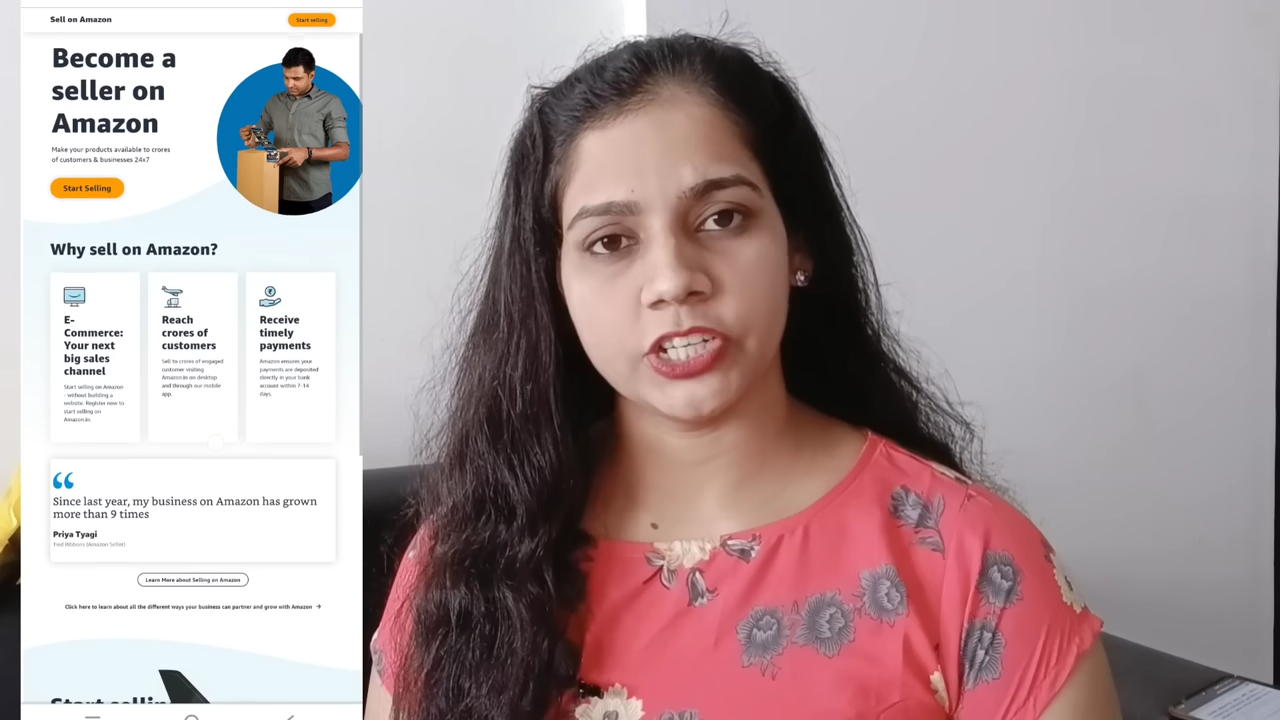 Sell on Amazon
Start selling
Become a
seller on
Amazon
Make your products available to crores
of customers & businesses 24x7
Start Selling
Why sell on Amazon?
E-
Commerce:
Your next
big sales
channel
Start selling on Amazon
- without building a
website. Register now to
start selling on
Amazon.in.
Reach
crores of
customers
Sell to crores of engaged
customer visiting
Amazon.in on desktop
and through our mobile
app.
Receive
timely
payments
Amazon ensures your
payments are deposited
directly in your bank
account within 7-14
days.
“
Since last year, my business on Amazon has grown
more than 9 times
Priya Tyagi
Tied Ribbons (Amazon Seller)
Learn More about Selling on Amazon
Click here to learn about all the different ways your business can partner and grow with Amazon →
Start sellin